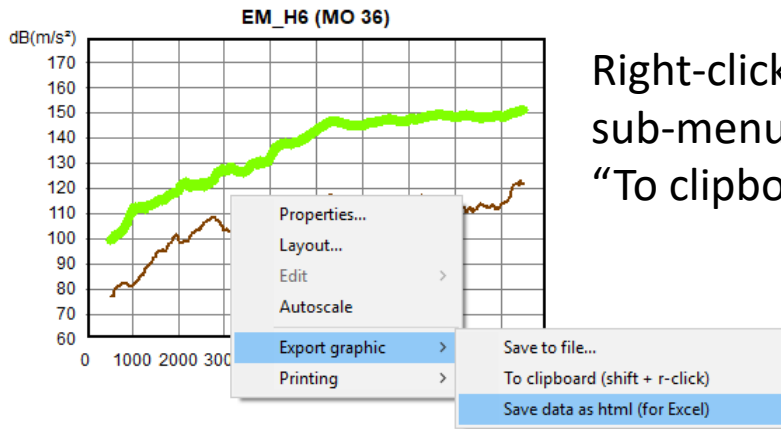 EM_H6 (MO 36)
dB(m/s²)
170
160
150
140
130
120
110
100
90
80
70
60
0 1000 2000 300
Right-click
sub-menu
“To clipbo
Properties...
Layout...
Edit
Autoscale
Export graphic
Printing
Save to file...
To clipboard (shift + r-click)
Save data as html (for Excel)